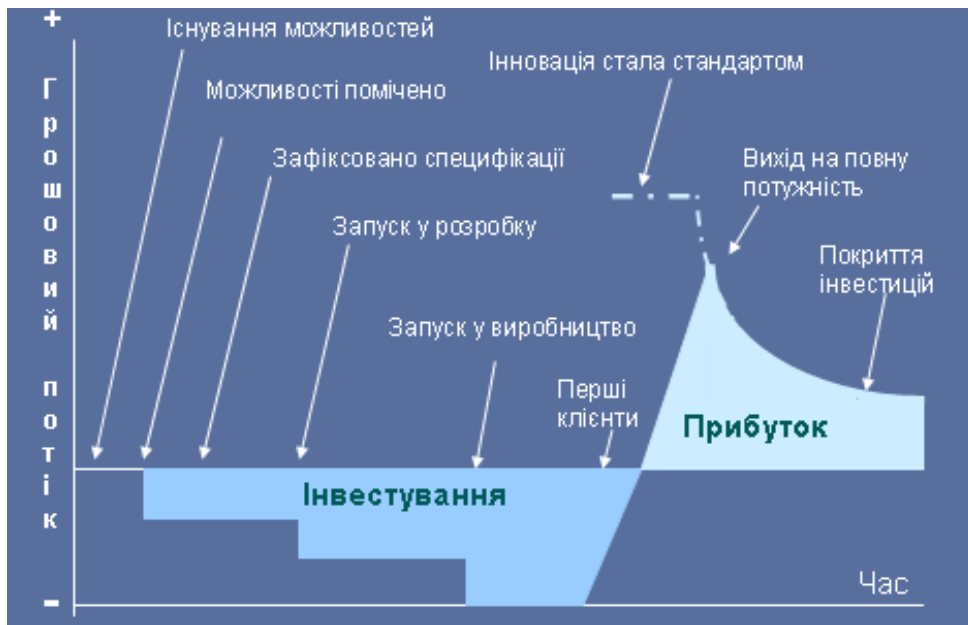 +
Існування можливостей
Інновація стала стандартом
Можливості помічено
Зафіксовано специфікації
Вихід на повну
потужність
Запуск у розробку
Покриття
інвестицій
Запуск у виробництво
Перші
клієнти
Прибуток
Інвестування
Грошовий потік
Час
-